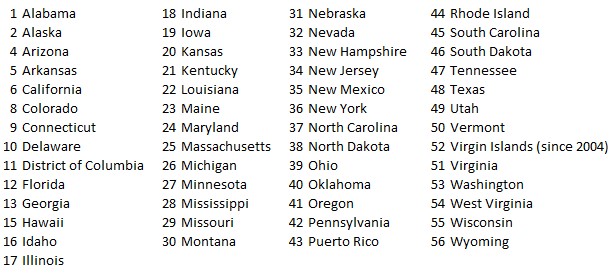 1 Alabama
2 Alaska
4 Arizona
5 Arkansas
6 California
8 Colorado
9 Connecticut
10 Delaware
11 District of Columbia
12 Florida
13 Georgia
15 Hawaii
16 Idaho
17 Illinois
18 Indiana
19 Iowa
20 Kansas
21 Kentucky
22 Louisiana
23 Maine
24 Maryland
25 Massachusetts
26 Michigan
27 Minnesota
28 Mississippi
29 Missouri
30 Montana
31 Nebraska
32 Nevada
33 New Hampshire
34 New Jersey
35 New Mexico
36 New York
37 North Carolina
38 North Dakota
39 Ohio
40 Oklahoma
41 Oregon
42 Pennsylvania
43 Puerto Rico
44 Rhode Island
45 South Carolina
46 South Dakota
47 Tennessee
48 Texas
49 Utah
50 Vermont
52 Virgin Islands (since 2004)
51 Virginia
53 Washington
54 West Virginia
55 Wisconsin
56 Wyoming